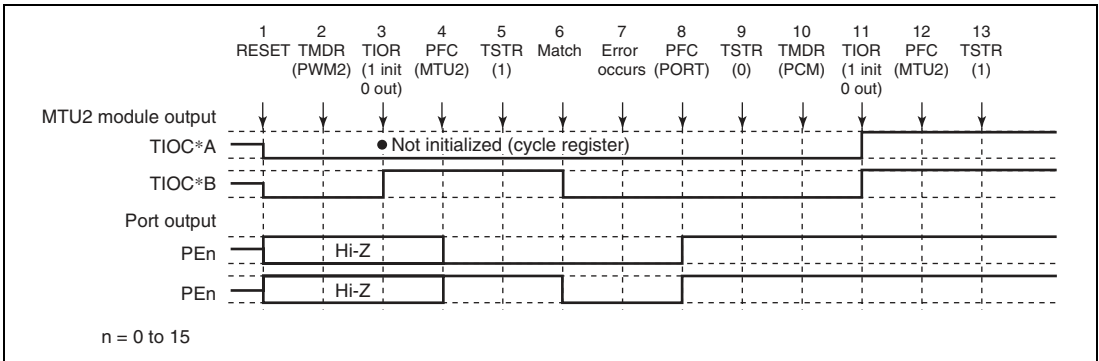 1 2 3 4 5 6 7 8 9 10 11 12 13
RESET TMDR TIOR PFC TSTR Match Error PFC TSTR TMDR TIOR PFC TSTR
(PWM2) (1 init (MTU2) (1) occurs (PORT) (0) (PCM) (1 init (MTU2) (1)
0 out) 0 out)
MTU2 module output
TIOC*A
● Not initialized (cycle register)
TIOC*B
Port output
PEn
Hi-Z
PEn
Hi-Z
n = 0 to 15